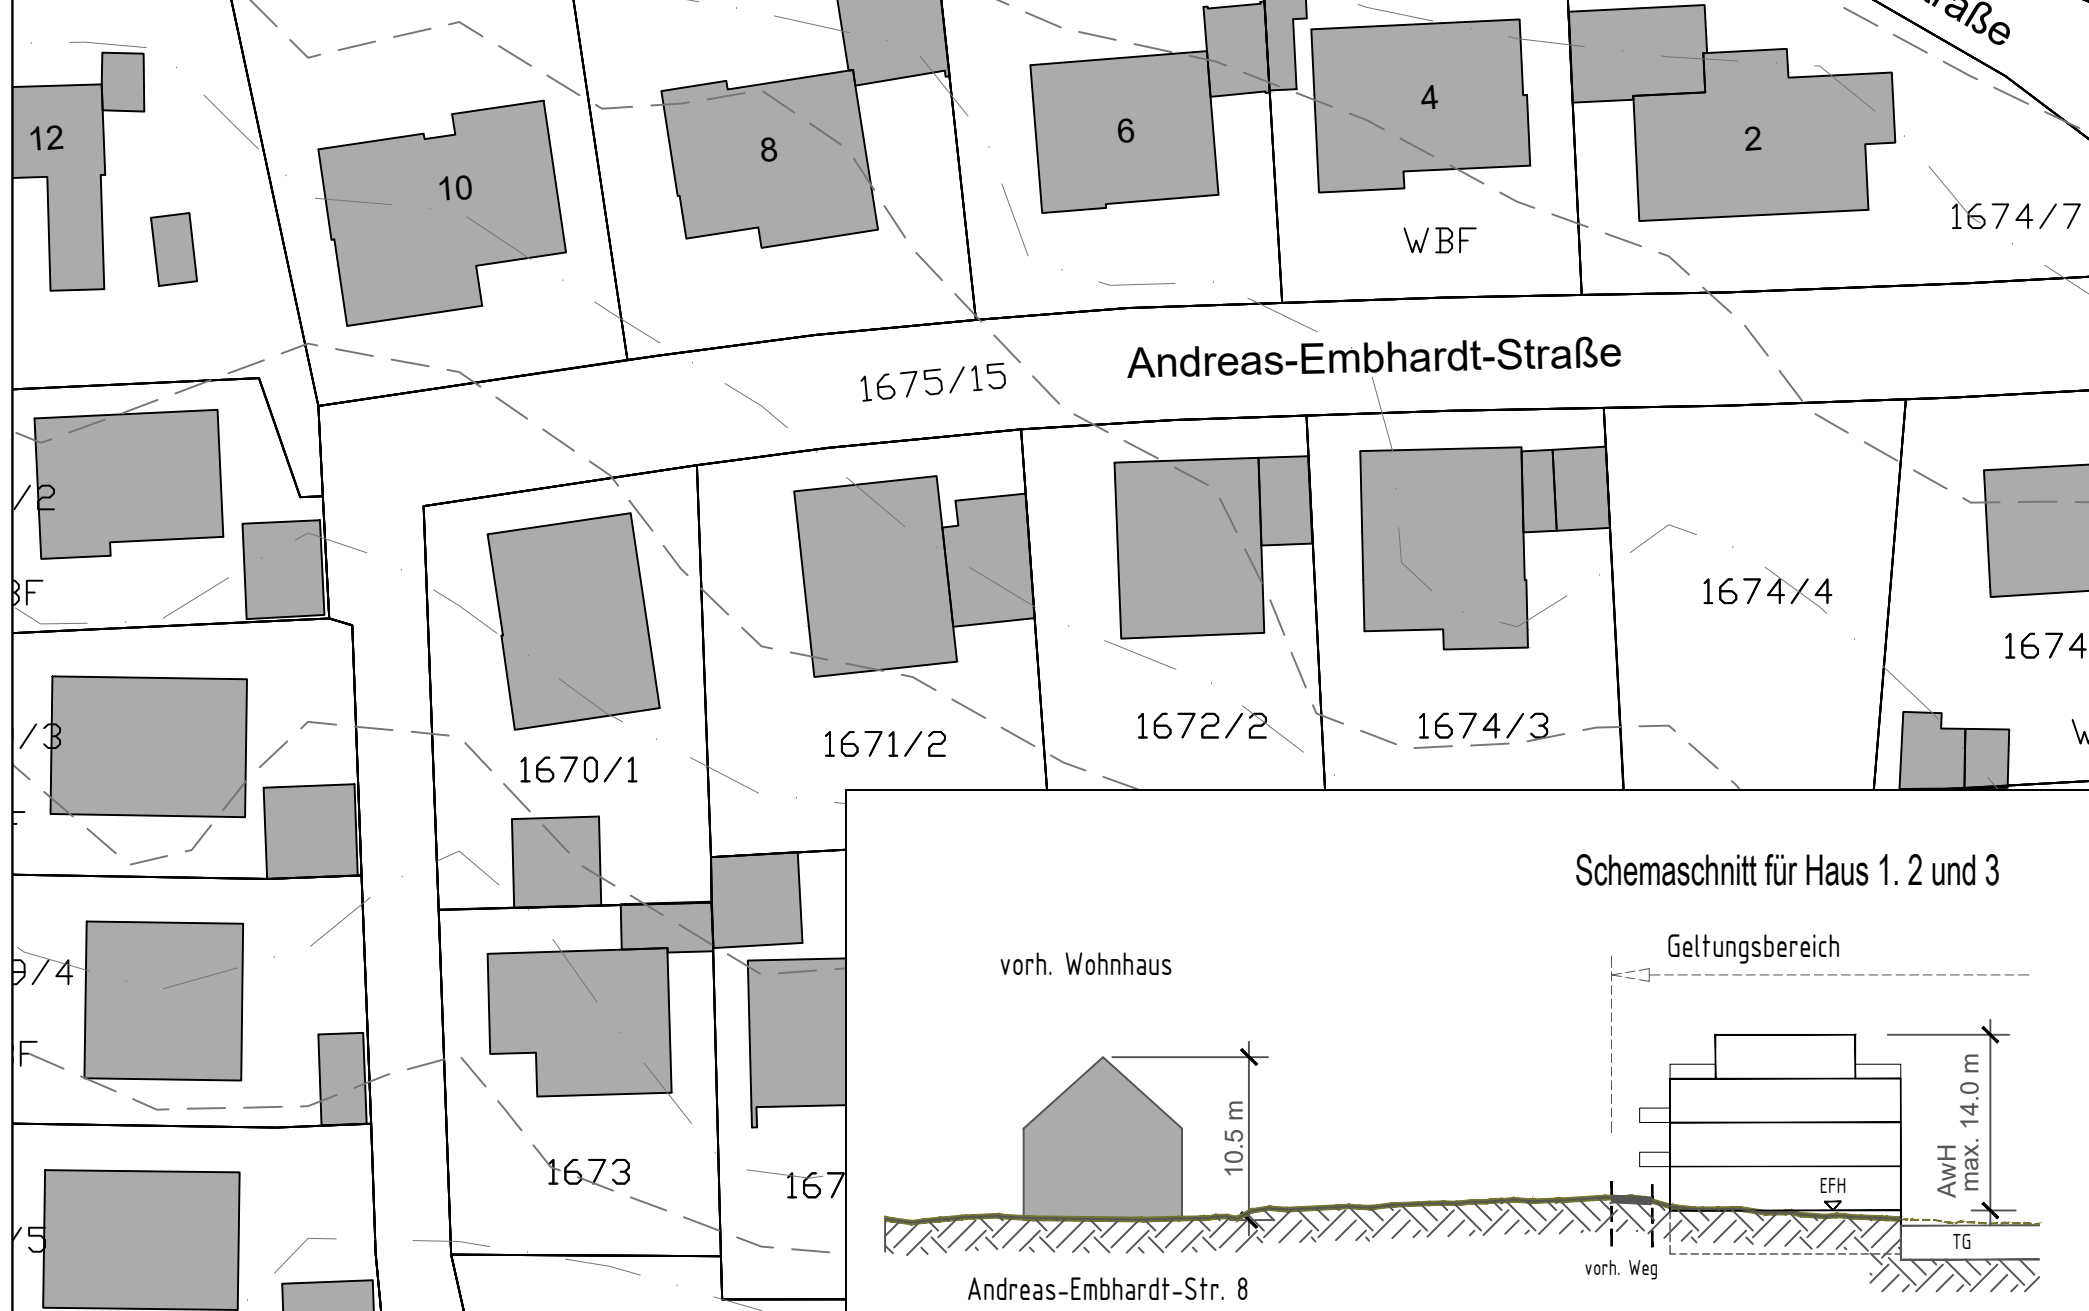 raße
12
10
8
6
4
2
1674/7
WBF
1675/15
Andreas-Embhardt-Straße
/2
BF
1674/4
1674
/3
1670/1
1671/2
1672/2
1674/3
F
9/4
F
1673
167
/5
Schemaschnitt für Haus 1. 2 und 3
Geltungsbereich
vorh. Wohnhaus
10.5 m
AwH
max. 14.0 m
EFH
TG
vorh. Weg
Andreas-Embhardt-Str. 8